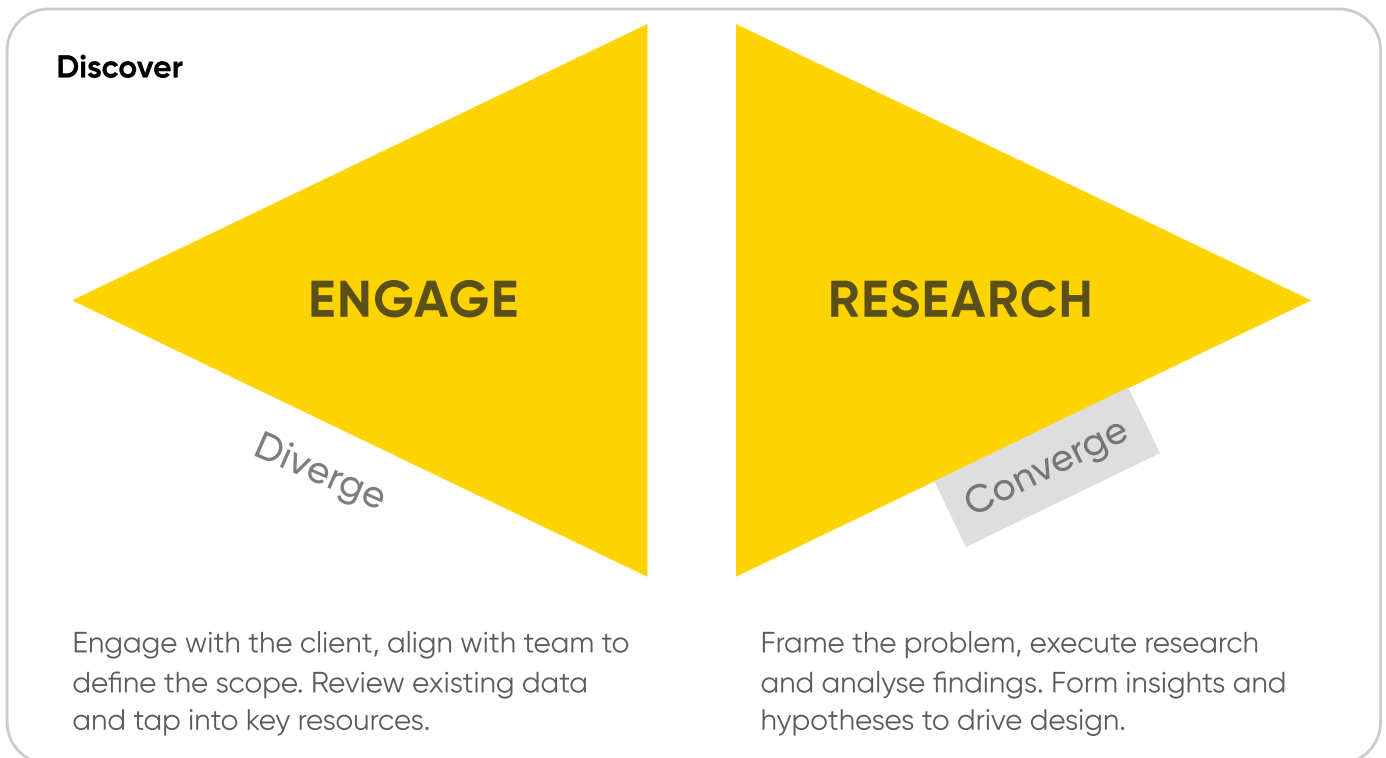 Discover
ENGAGE
RESEARCH
Diverge
Converge
Engage with the client, align with team to
define the scope. Review existing data
and tap into key resources.
Frame the problem, execute research
and analyse findings. Form insights and
hypotheses to drive design.